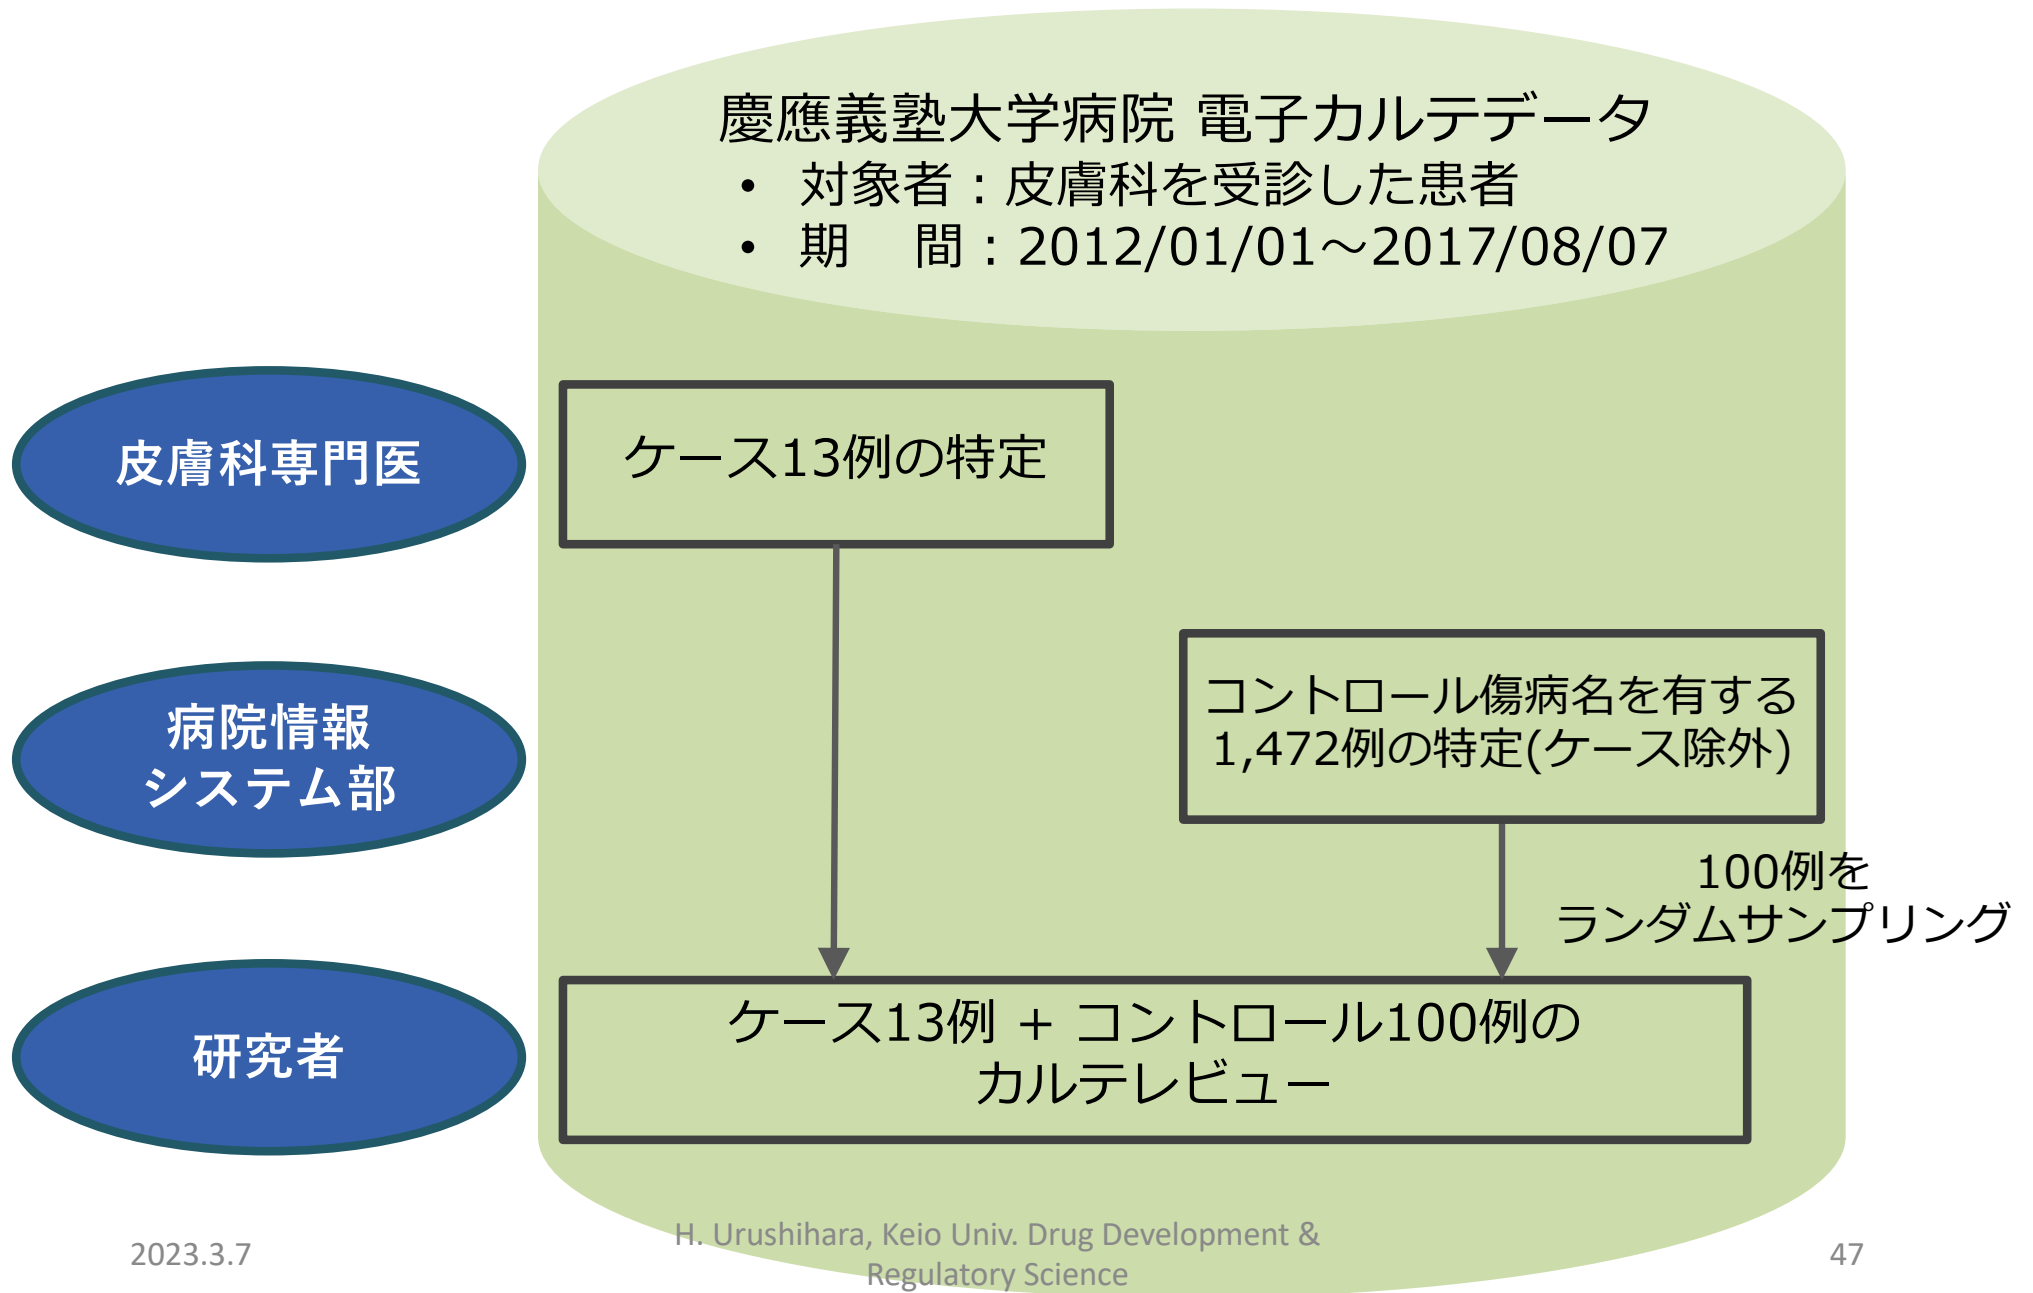 慶應義塾大学病院 電子カルテデータ
• 対象者：皮膚科を受診した患者
• 期　間：2012/01/01～2017/08/07
皮膚科専門医
ケース13例の特定
病院情報
システム部
コントロール傷病名を有する
1,472例の特定(ケース除外)
100例を
ランダムサンプリング
研究者
ケース13例 + コントロール100例の
カルテレビュー
2023.3.7
H. Urushihara, Keio Univ. Drug Development &
Regulatory Science
47